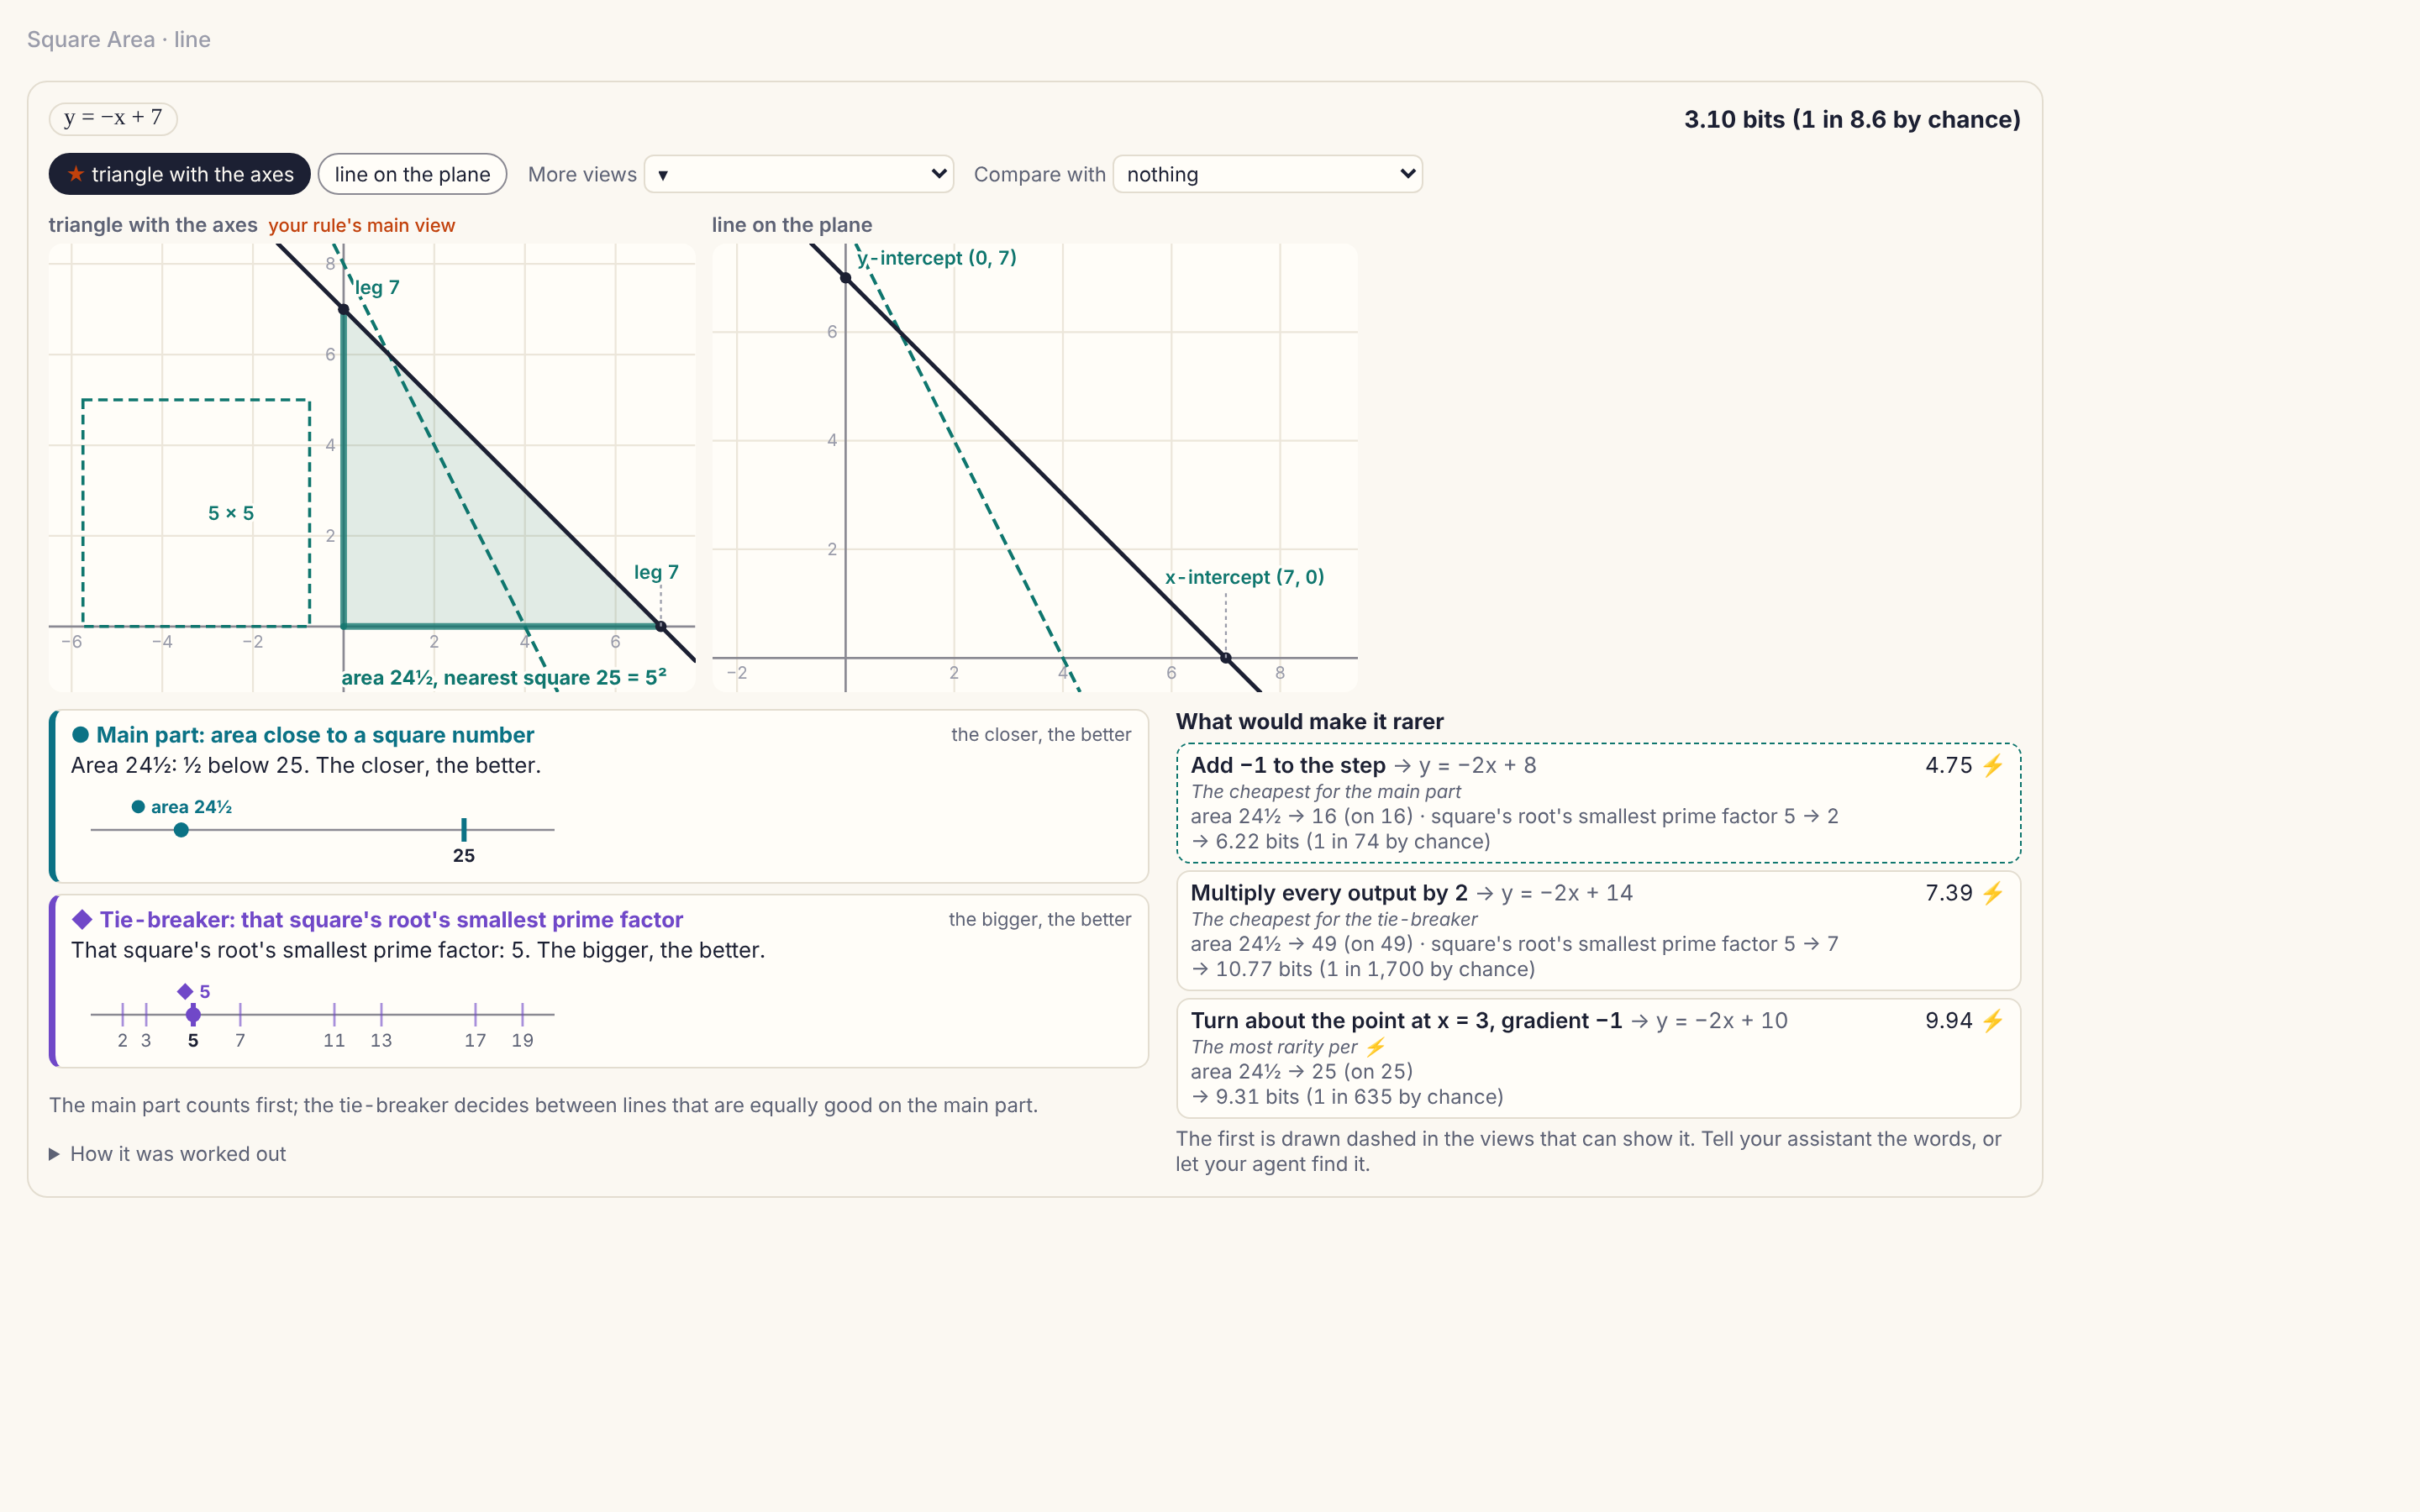 Square Area · line
y = −x + 7
3.10 bits (1 in 8.6 by chance)
★ triangle with the axes
line on the plane
More views
▾
Compare with
nothing
triangle with the axes your rule's main view
8
leg 7
6
4
5 × 5
2
leg 7
−6 −4 −2 2 4 6
area 24½, nearest square 25 = 5²
line on the plane
y-intercept (0, 7)
6
4
2
x-intercept (7, 0)
−2 2 4 6 8
Main part: area close to a square number
the closer, the better
Area 24½: ½ below 25. The closer, the better.
area 24½
25
Tie-breaker: that square's root's smallest prime factor
the bigger, the better
That square's root's smallest prime factor: 5. The bigger, the better.
5
2 3 5 7 11 13 17 19
The main part counts first; the tie-breaker decides between lines that are equally good on the main part.
▶ How it was worked out
What would make it rarer
Add −1 to the step → y = −2x + 8
4.75 ⚡
The cheapest for the main part
area 24½ → 16 (on 16) · square's root's smallest prime factor 5 → 2
→ 6.22 bits (1 in 74 by chance)
Multiply every output by 2 → y = −2x + 14
7.39 ⚡
The cheapest for the tie-breaker
area 24½ → 49 (on 49) · square's root's smallest prime factor 5 → 7
→ 10.77 bits (1 in 1,700 by chance)
Turn about the point at x = 3, gradient −1 → y = −2x + 10
9.94 ⚡
The most rarity per ⚡
area 24½ → 25 (on 25)
→ 9.31 bits (1 in 635 by chance)
The first is drawn dashed in the views that can show it. Tell your assistant the words, or
let your agent find it.